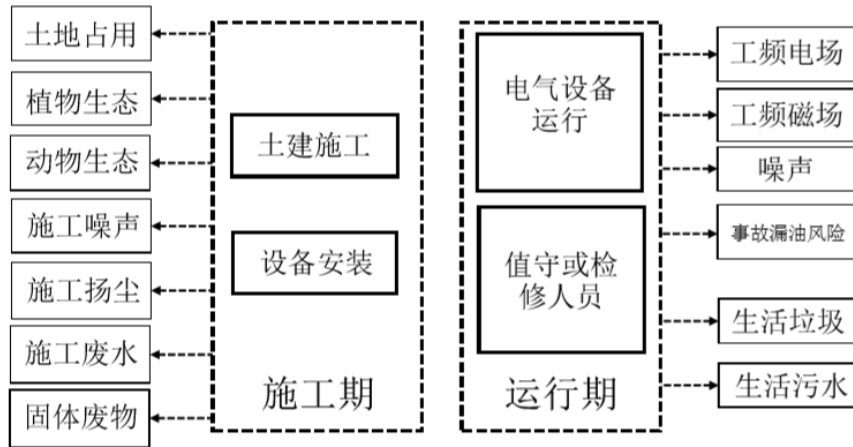 土地占用
植物生态
动物生态
施工噪声
施工扬尘
施工废水
固体废物
土建施工
设备安装
施工期
电气设备
运行
值守或检
修人员
运行期
工频电场
工频磁场
噪声
事故漏油风险
生活垃圾
生活污水